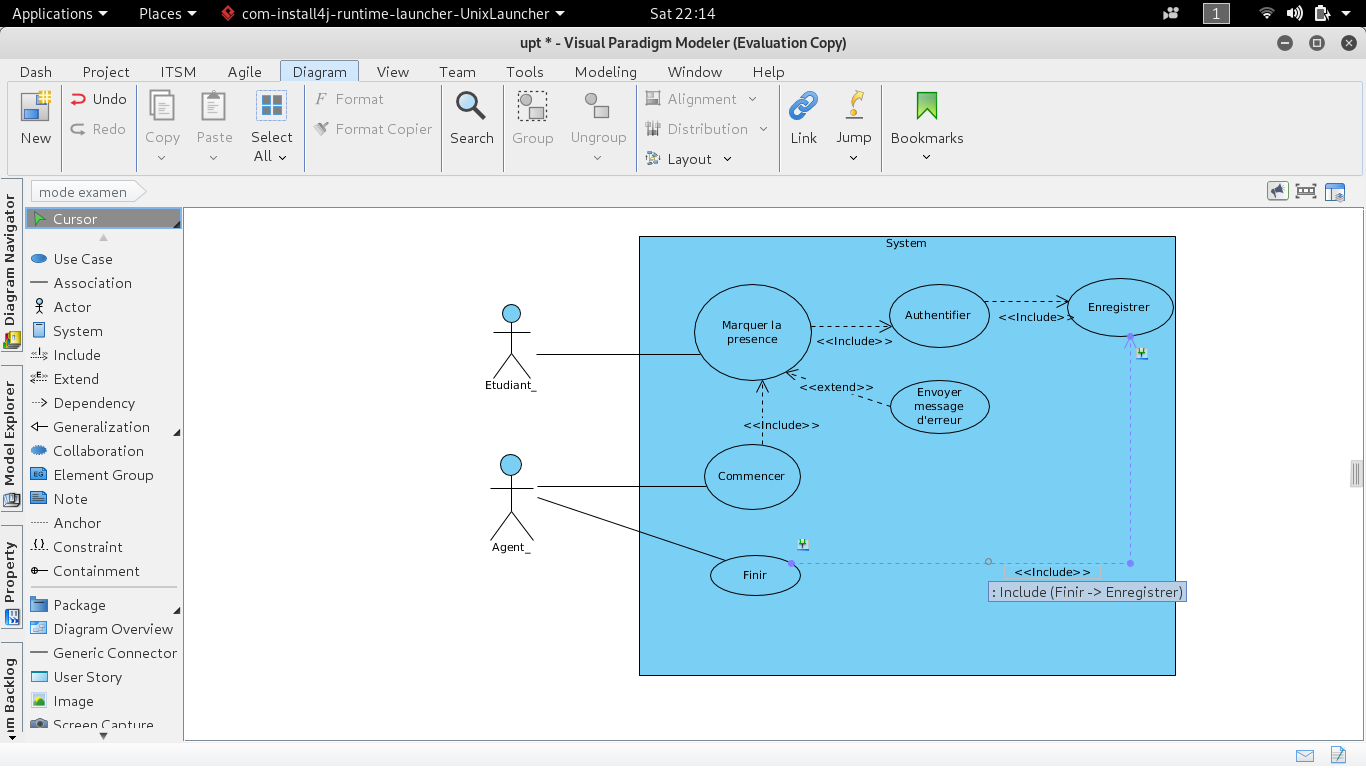 Applications
Places
com-install4j-runtime-launcher-UnixLauncher
Sat 22:14
1
upt * - Visual Paradigm Modeler (Evaluation Copy)
Dash
Project
ITSM
Agile
Diagram
View
Team
Tools
Modeling
Window
Help
New
Undo
Redo
Copy
Paste
Select
All
Format
Format Copier
Search
Group
Ungroup
Alignment
Distribution
Layout
Link
Jump
Bookmarks
mode examen
Diagram Navigator
Model Explorer
Property
am Backlog
Cursor
Use Case
Association
Actor
System
Include
Extend
Dependency
Generalization
Collaboration
EG Element Group
Note
Anchor
Constraint
Containment
Package
Diagram Overview
Generic Connector
User Story
Image
Screen Capture
System
Etudiant_
Marquer la
presence
<<Include>>
Authentifier
<<Include>>
Enregistrer
<<extend>>
Envoyer
message
d'erreur
<<Include>>
Commencer
Agent_
Finir
<<Include>>
: Include (Finir -> Enregistrer)